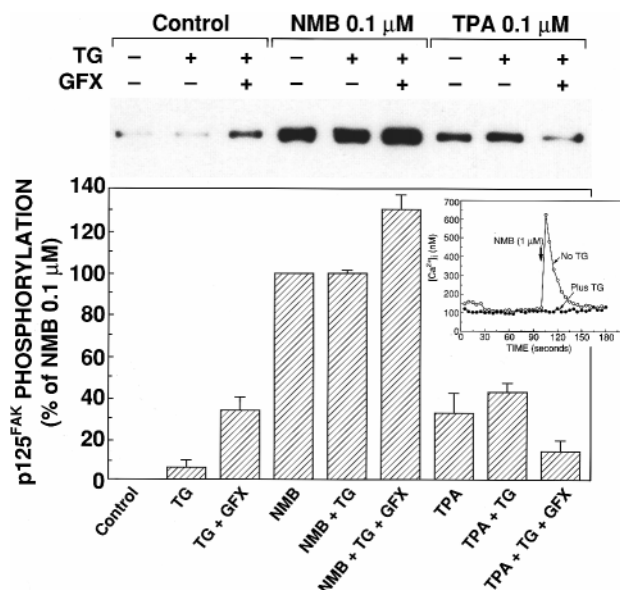 Control NMB 0.1 µM TPA 0.1 µM
TG − + + − + + − + +
GFX − − + − − + − − +
p125FAK PHOSPHORYLATION
(% of NMB 0.1 µM)
140
120
100
80
60
40
20
0
[Ca2+]i (nM)
700
600
500
400
300
200
100
0
NMB (1 µM)
No TG
Plus TG
0 30 60 90 120 150 180
TIME (seconds)
Control
TG
TG + GFX
NMB
NMB + TG
NMB + TG + GFX
TPA
TPA + TG
TPA + TG + GFX